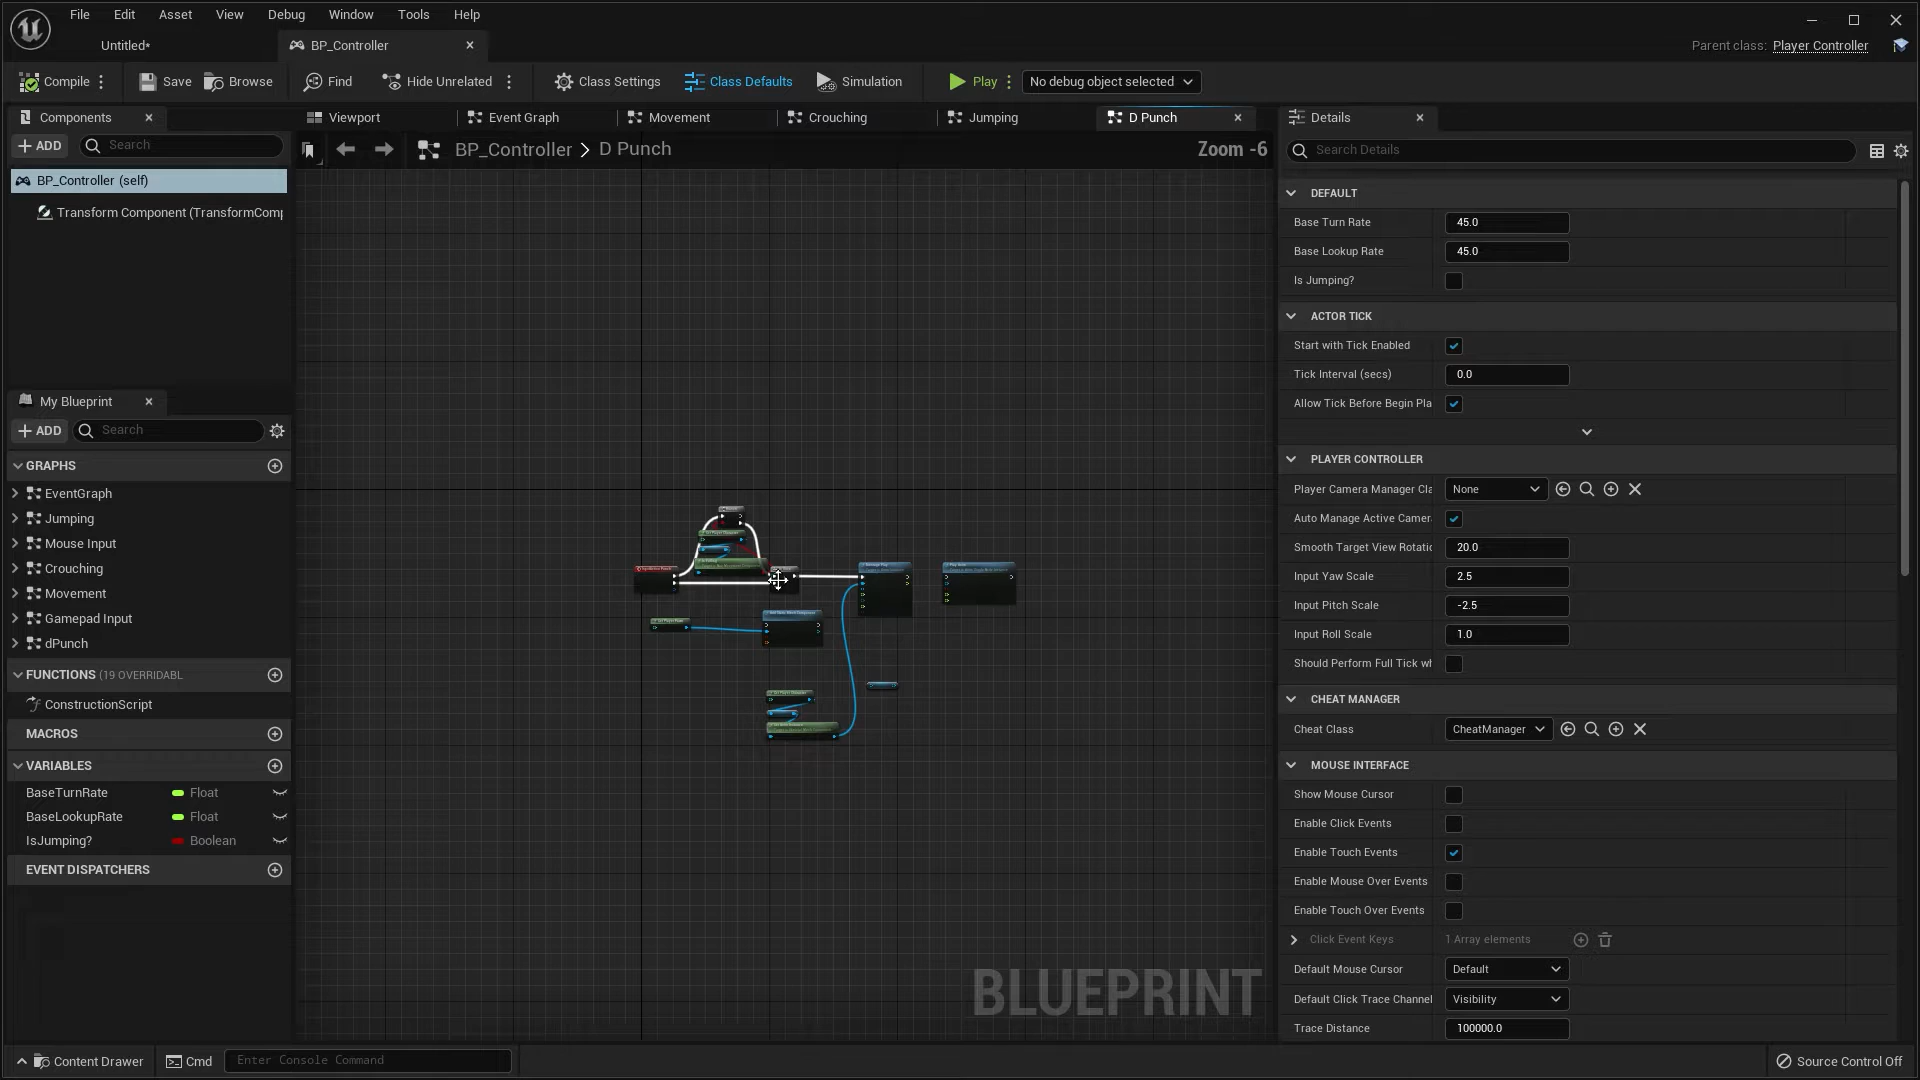 File Edit Asset View Debug Window Tools Help
Untitled*
BP_Controller
Parent class: Player Controller
Compile
Save
Browse
Find
Hide Unrelated
Class Settings
Class Defaults
Simulation
Play
No debug object selected
Components
ADD
Search
BP_Controller (self)
Transform Component (TransformComp
My Blueprint
ADD
Search
GRAPHS
EventGraph
Jumping
Mouse Input
Crouching
Movement
Gamepad Input
dPunch
FUNCTIONS (19 OVERRIDABL
ConstructionScript
MACROS
VARIABLES
BaseTurnRate Float
BaseLookupRate Float
IsJumping? Boolean
EVENT DISPATCHERS
Viewport
Event Graph
Movement
Crouching
Jumping
D Punch
BP_Controller > D Punch
Zoom -6
BLUEPRINT
Details
Search Details
DEFAULT
Base Turn Rate 45.0
Base Lookup Rate 45.0
Is Jumping?
ACTOR TICK
Start with Tick Enabled
Tick Interval (secs) 0.0
Allow Tick Before Begin Pla
PLAYER CONTROLLER
Player Camera Manager Cla None
Auto Manage Active Camer
Smooth Target View Rotatic 20.0
Input Yaw Scale 2.5
Input Pitch Scale -2.5
Input Roll Scale 1.0
Should Perform Full Tick wh
CHEAT MANAGER
Cheat Class CheatManager
MOUSE INTERFACE
Show Mouse Cursor
Enable Click Events
Enable Touch Events
Enable Mouse Over Events
Enable Touch Over Events
Click Event Keys 1 Array elements
Default Mouse Cursor Default
Default Click Trace Channel Visibility
Trace Distance 100000.0
Content Drawer
Cmd
Enter Console Command
Source Control Off